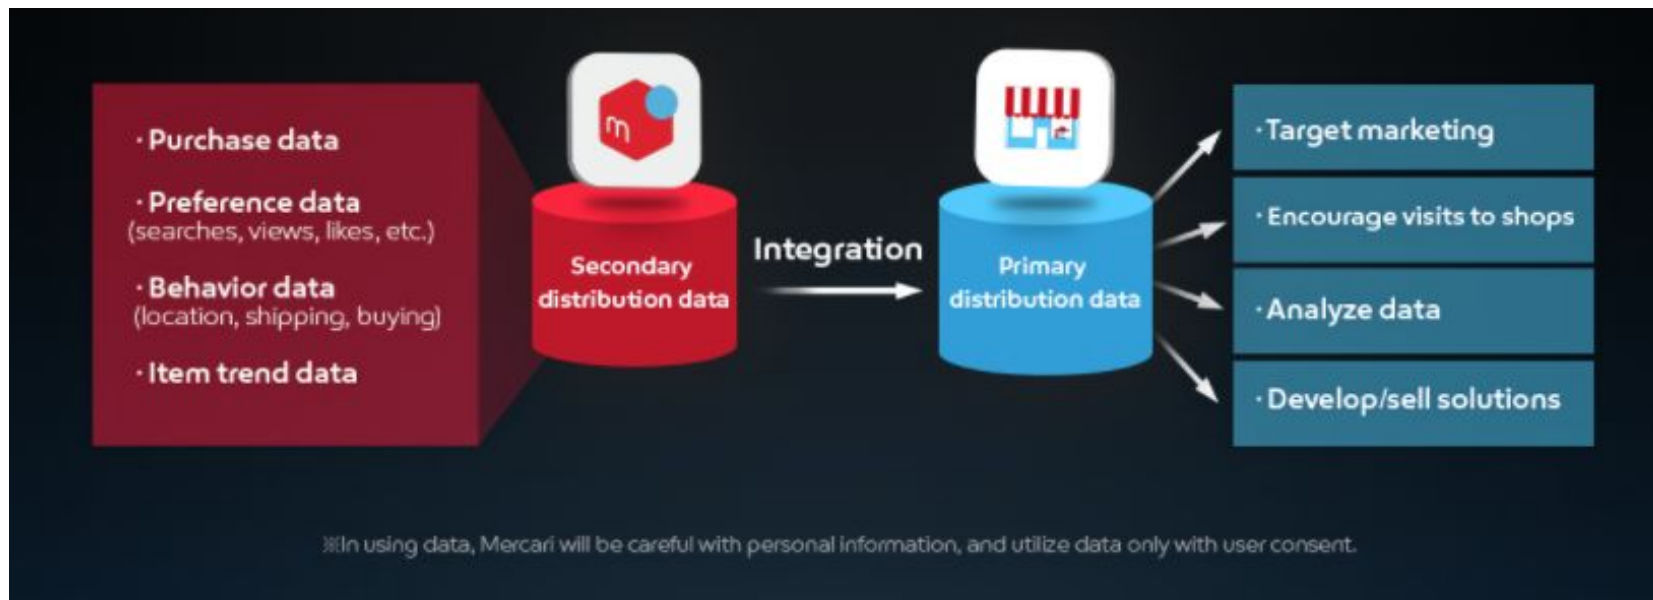 · Purchase data
· Preference data
(searches, views, likes, etc.)
· Behavior data
(location, shipping, buying)
· Item trend data
m
Secondary
distribution data
Integration
Primary
distribution data
· Target marketing
· Encourage visits to shops
· Analyze data
· Develop/sell solutions
※In using data, Mercari will be careful with personal information, and utilize data only with user consent.